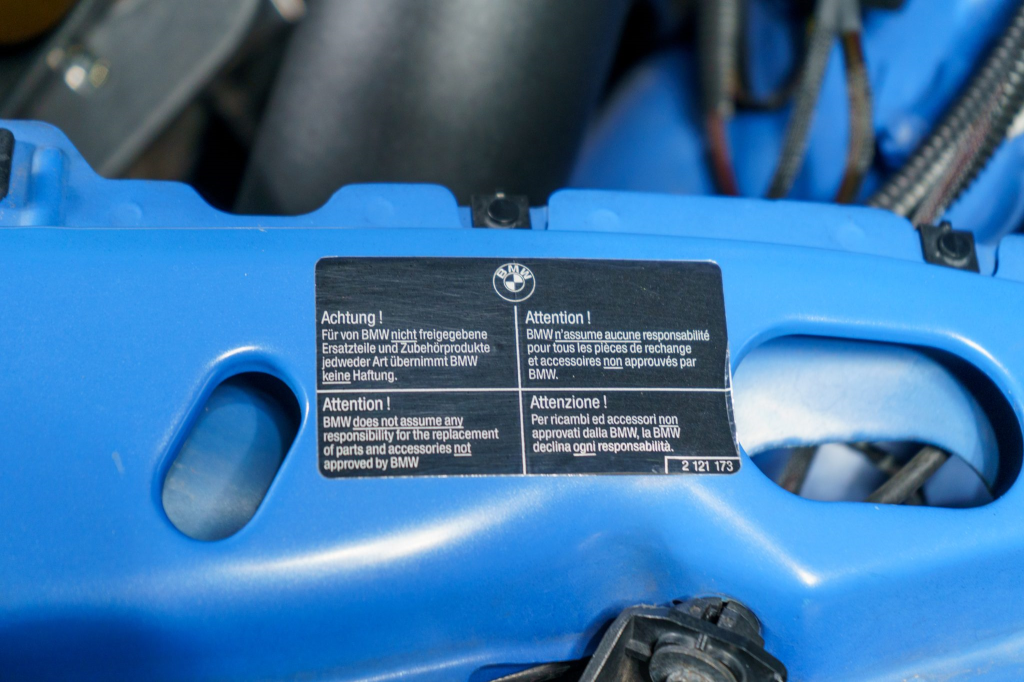 BMW
Achtung !
Für von BMW nicht freigegebene
Ersatzteile und Zubehörprodukte
jedweder Art übernimmt BMW
keine Haftung.
Attention !
BMW n'assume aucune responsabilité
pour tous les pièces de rechange
et accessoires non approuvés par
BMW.
Attention !
BMW does not assume any
responsibility for the replacement
of parts and accessories not
approved by BMW
Attenzione !
Per ricambi ed accessori non
approvati dalla BMW, la BMW
declina ogni responsabilità.
2 121 173